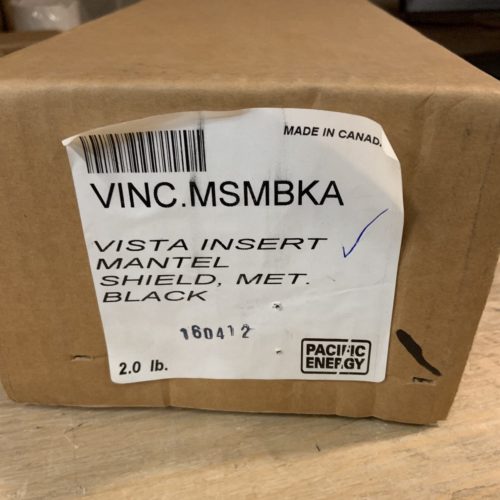 MADE IN CANADA
VINC.MSMBKA
VISTA INSERT
MANTEL
SHIELD, MET.
BLACK
160412
2.0 lb.
PACIFIC
ENERGY